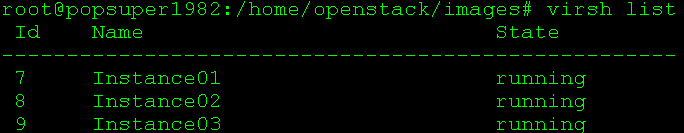 root@popsuper1982:/home/openstack/images# virsh list
Id Name State
----------------------------------------------------
7 Instance01 running
8 Instance02 running
9 Instance03 running